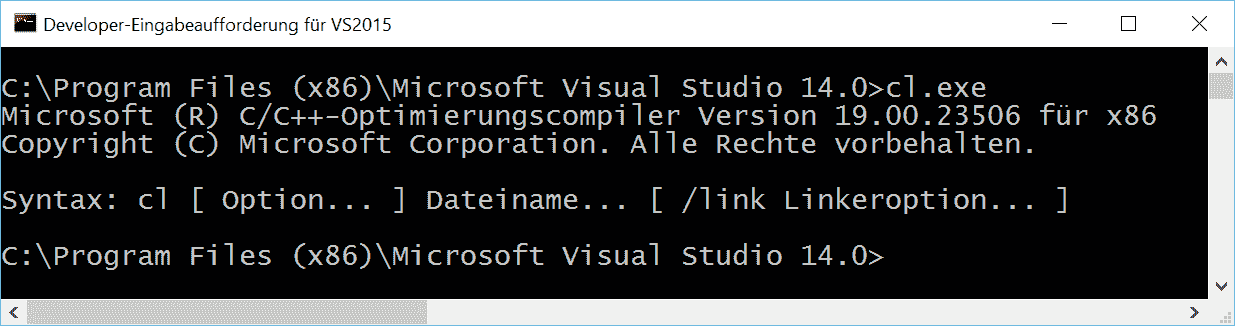 Developer-Eingabeaufforderung für VS2015
C:\Program Files (x86)\Microsoft Visual Studio 14.0>cl.exe
Microsoft (R) C/C++-Optimierungscompiler Version 19.00.23506 für x86
Copyright (C) Microsoft Corporation. Alle Rechte vorbehalten.
Syntax: cl [ Option... ] Dateiname... [ /link Linkeroption... ]
C:\Program Files (x86)\Microsoft Visual Studio 14.0>